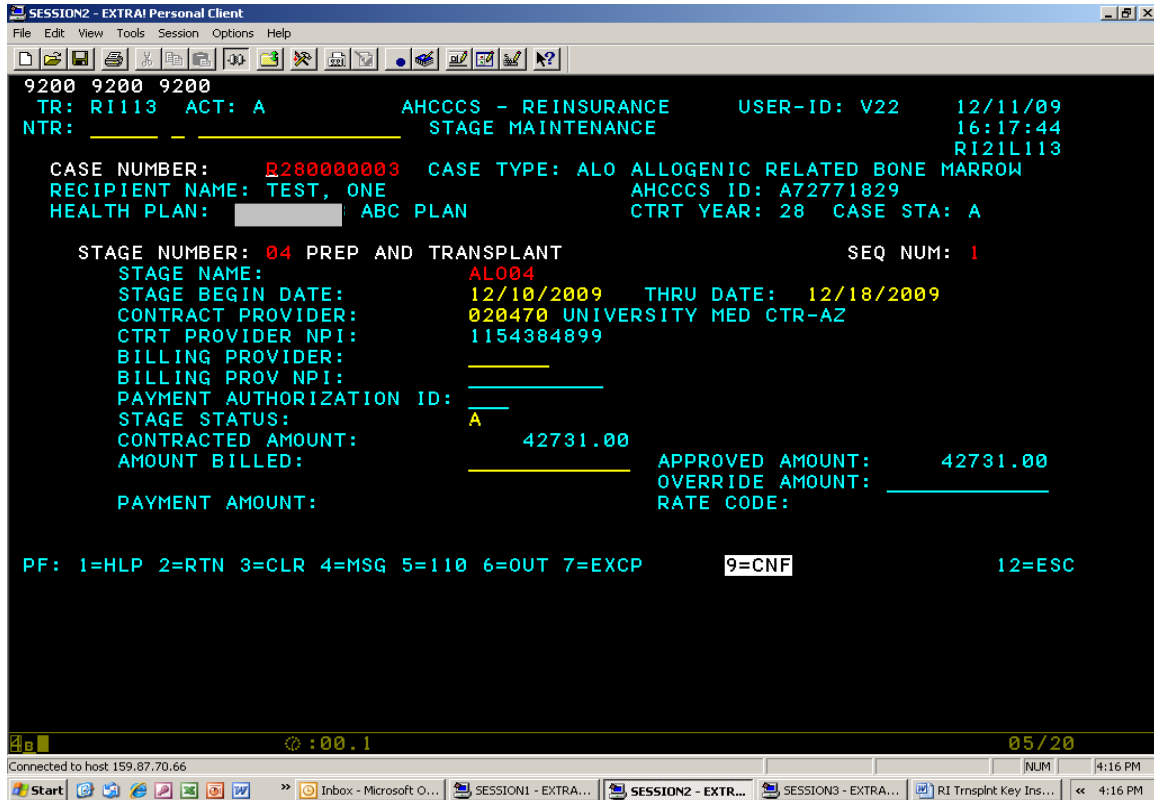 SESSION2 - EXTRA! Personal Client
File Edit View Tools Session Options Help
9200 9200 9200
TR: RI113 ACT: A AHCCCS - REINSURANCE USER-ID: V22 12/11/09
NTR: STAGE MAINTENANCE 16:17:44
RI21L113
CASE NUMBER: R280000003 CASE TYPE: ALO ALLOGENIC RELATED BONE MARROW
RECIPIENT NAME: TEST, ONE AHCCCS ID: A72771829
HEALTH PLAN: ABC PLAN CTRT YEAR: 28 CASE STA: A
STAGE NUMBER: 04 PREP AND TRANSPLANT SEQ NUM: 1
STAGE NAME: ALO04
STAGE BEGIN DATE: 12/10/2009 THRU DATE: 12/18/2009
CONTRACT PROVIDER: 020470 UNIVERSITY MED CTR-AZ
CTRT PROVIDER NPI: 1154384899
BILLING PROVIDER:
BILLING PROV NPI:
PAYMENT AUTHORIZATION ID:
STAGE STATUS: A
CONTRACTED AMOUNT: 42731.00
AMOUNT BILLED: APPROVED AMOUNT: 42731.00
OVERRIDE AMOUNT:
PAYMENT AMOUNT: RATE CODE:
PF: 1=HLP 2=RTN 3=CLR 4=MSG 5=110 6=OUT 7=EXCP 9=CNF 12=ESC
4B :00.1 05/20
Connected to host 159.87.70.66 NUM 4:16 PM
Start » Inbox - Microsoft O... SESSION1 - EXTRA... SESSION2 - EXTR... SESSION3 - EXTRA... RI Trnsplnt Key Ins... « 4:16 PM